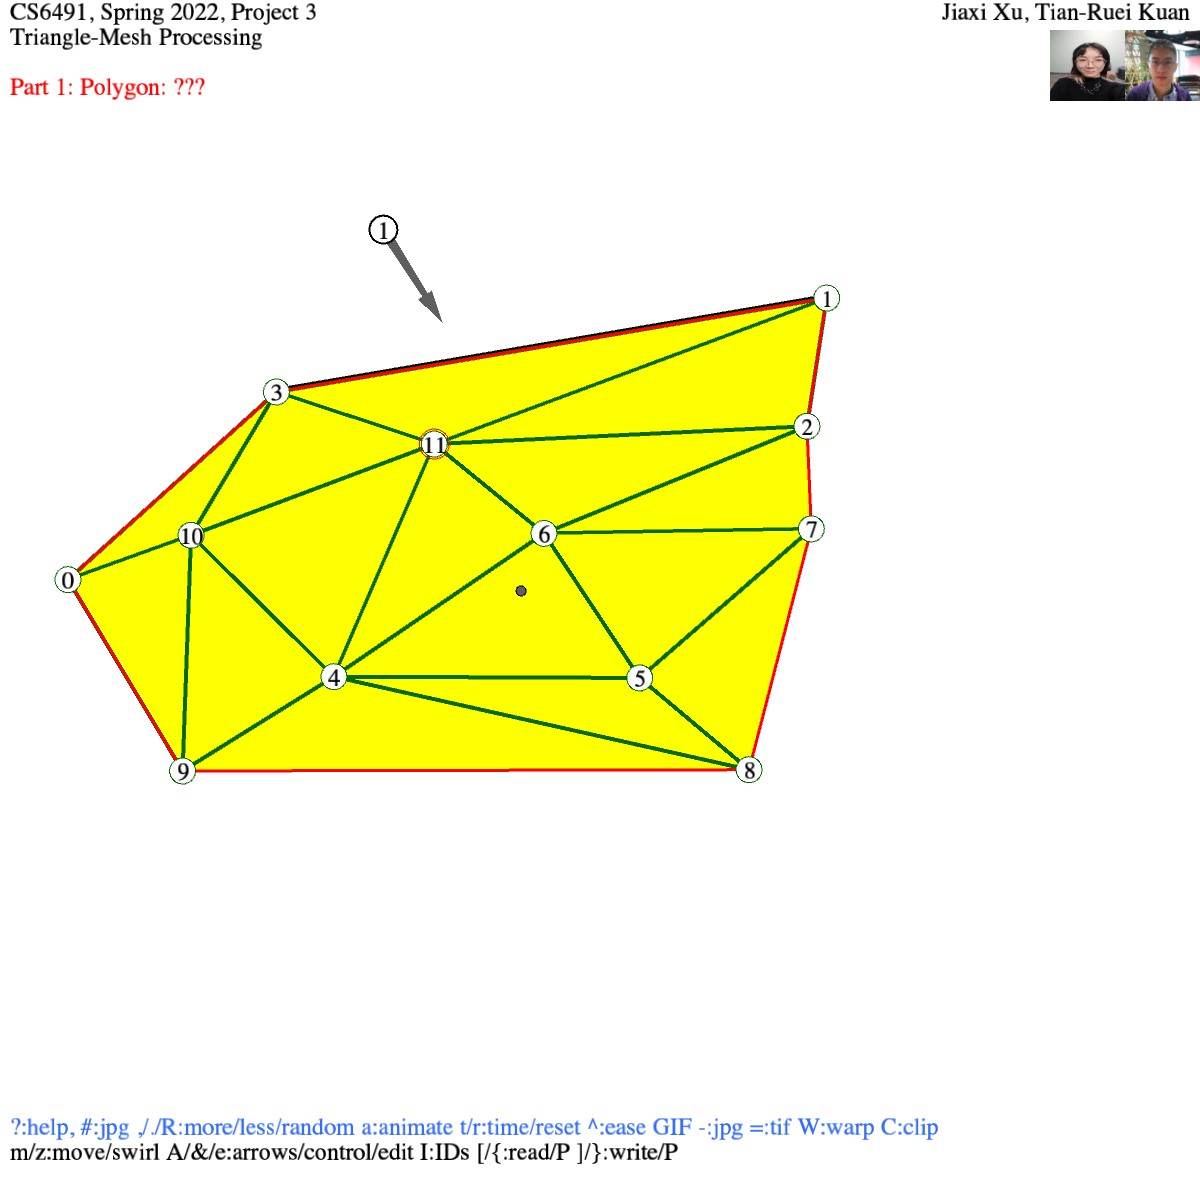 CS6491, Spring 2022, Project 3
Jiaxi Xu, Tian-Ruei Kuan
Triangle-Mesh Processing
Part 1: Polygon: ???
1
1
3
2
11
7
10
6
0
4
5
9
8
?:help, #:jpg ,/./R:more/less/random a:animate t/r:time/reset ^:ease GIF -:jpg =:tif W:warp C:clip
m/z:move/swirl A/&/e:arrows/control/edit I:IDs [/{:read/P ]/}:write/P